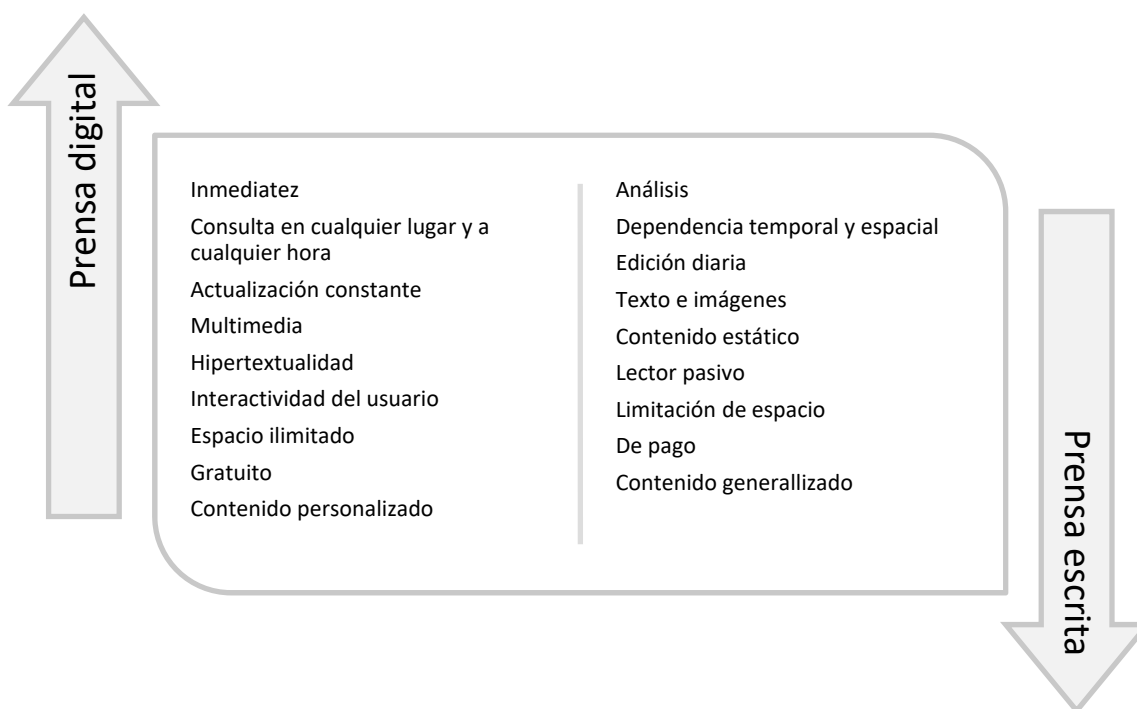 Prensa digital
Inmediatez
Consulta en cualquier lugar y a
cualquier hora
Actualización constante
Multimedia
Hipertextualidad
Interactividad del usuario
Espacio ilimitado
Gratuito
Contenido personalizado
Análisis
Dependencia temporal y espacial
Edición diaria
Texto e imágenes
Contenido estático
Lector pasivo
Limitación de espacio
De pago
Contenido generallizado
Prensa escrita